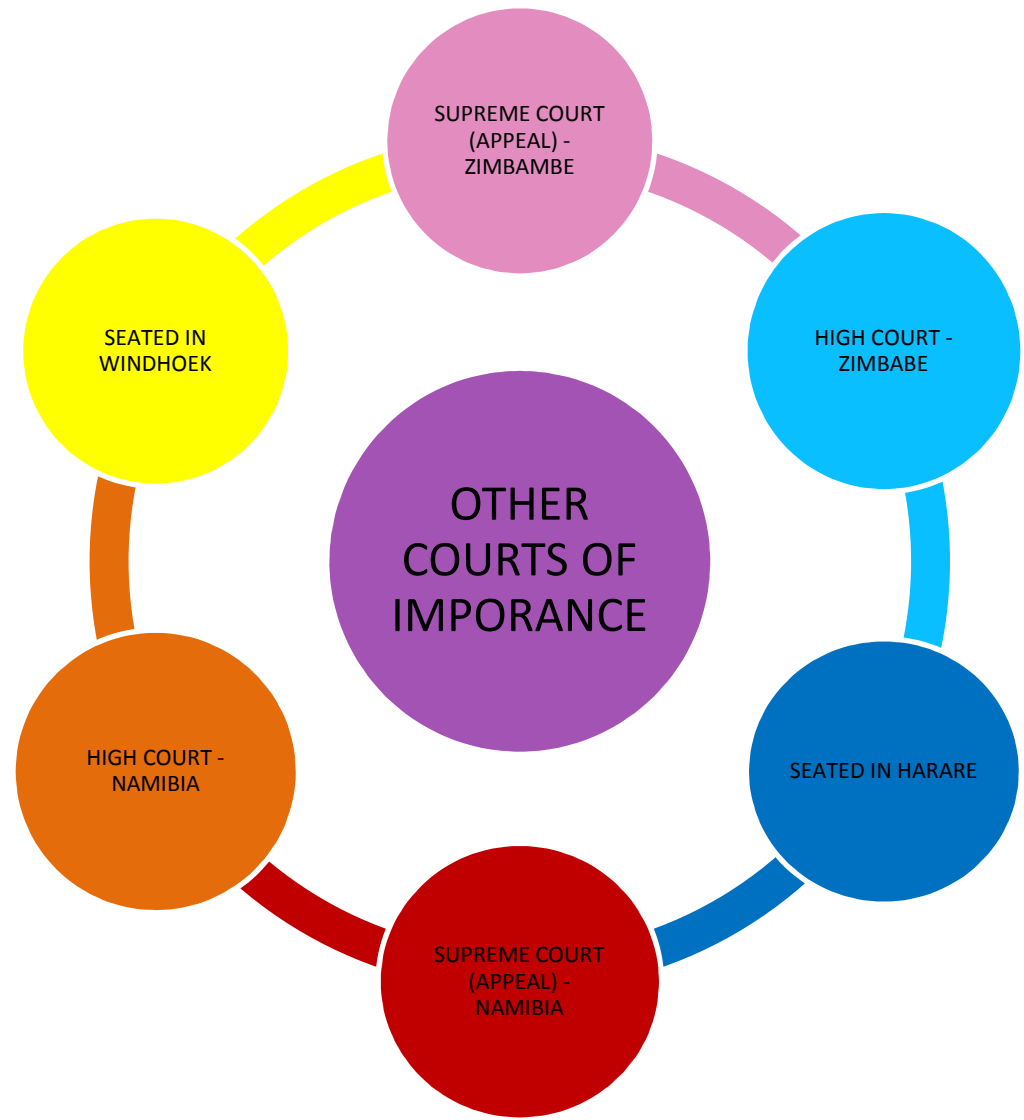 SUPREME COURT
(APPEAL) -
ZIMBAMBE
HIGH COURT -
ZIMBABE
SEATED IN HARARE
SUPREME COURT
(APPEAL) -
NAMIBIA
HIGH COURT -
NAMIBIA
SEATED IN
WINDHOEK
OTHER
COURTS OF
IMPORANCE